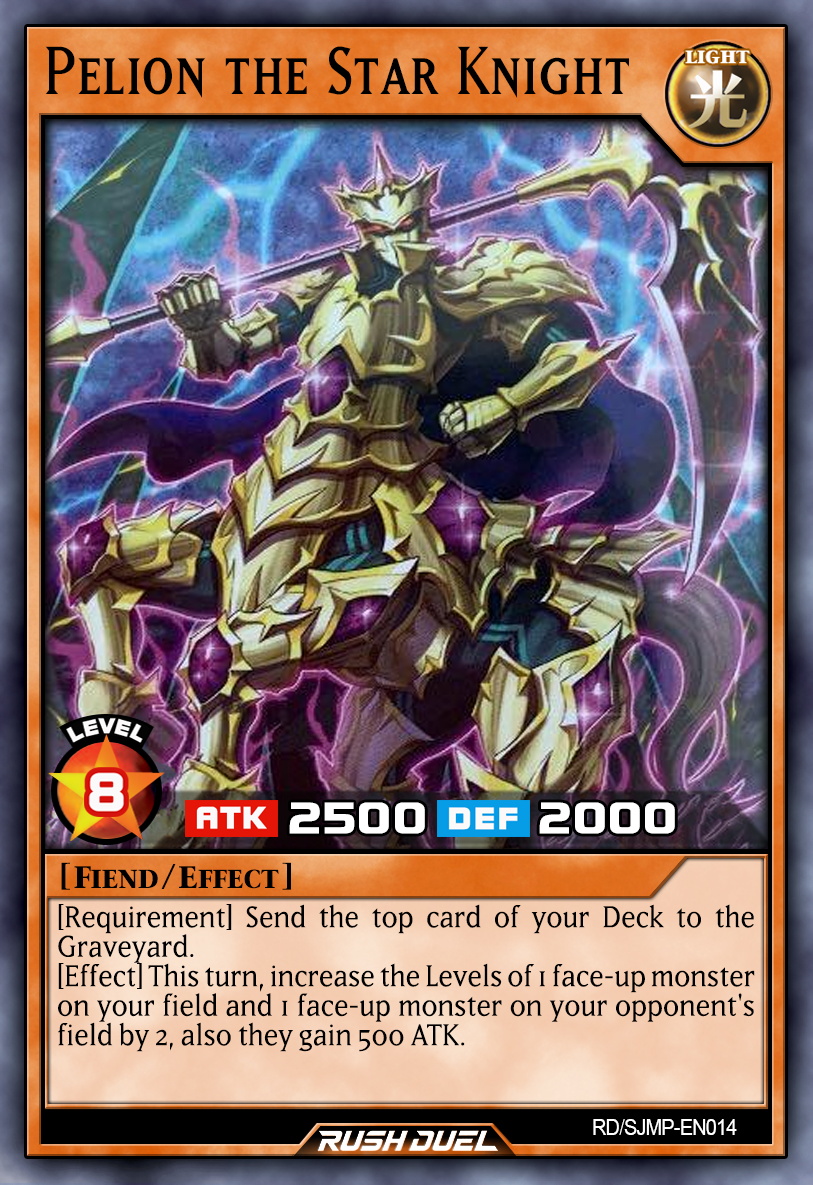 Pelion the Star Knight
LIGHT
光
LEVEL
8
ATK 2500 DEF 2000
[Fiend/Effect]
[Requirement] Send the top card of your Deck to the
Graveyard.
[Effect] This turn, increase the Levels of 1 face-up monster
on your field and 1 face-up monster on your opponent's
field by 2, also they gain 500 ATK.
RUSH DUEL
RD/SJMP-EN014